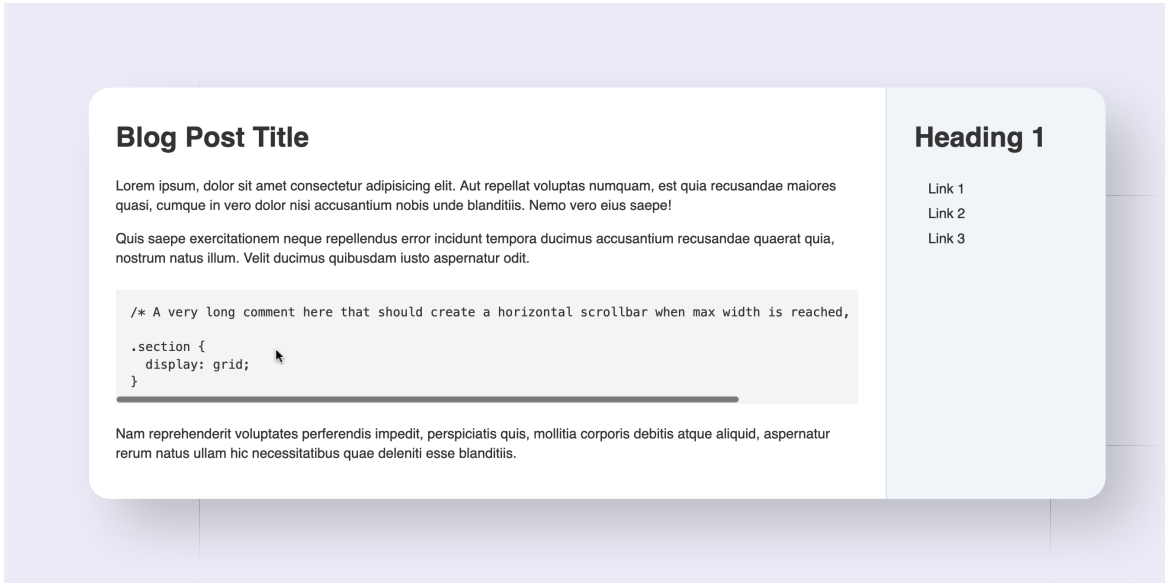 Blog Post Title
Lorem ipsum, dolor sit amet consectetur adipisicing elit. Aut repellat voluptas numquam, est quia recusandae maiores
quasi, cumque in vero dolor nisi accusantium nobis unde blanditiis. Nemo vero eius saepe!
Quis saepe exercitationem neque repellendus error incidunt tempora ducimus accusantium recusandae quaerat quia,
nostrum natus illum. Velit ducimus quibusdam iusto aspernatur odit.
/* A very long comment here that should create a horizontal scrollbar when max width is reached,
.section {
  display: grid;
}
Nam reprehenderit voluptates perferendis impedit, perspiciatis quis, mollitia corporis debitis atque aliquid, aspernatur
rerum natus ullam hic necessitatibus quae deleniti esse blanditiis.
Heading 1
Link 1
Link 2
Link 3